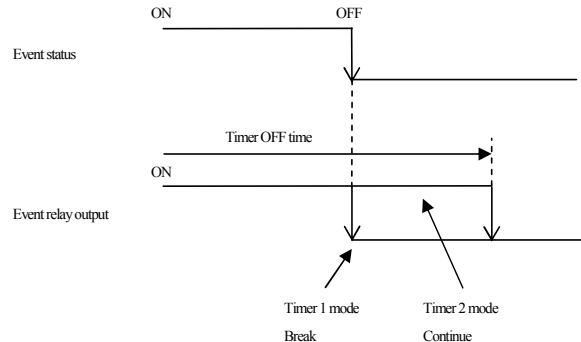 ON OFF
Event status
Timer OFF time
ON
Event relay output
Timer 1 mode Timer 2 mode
Break Continue